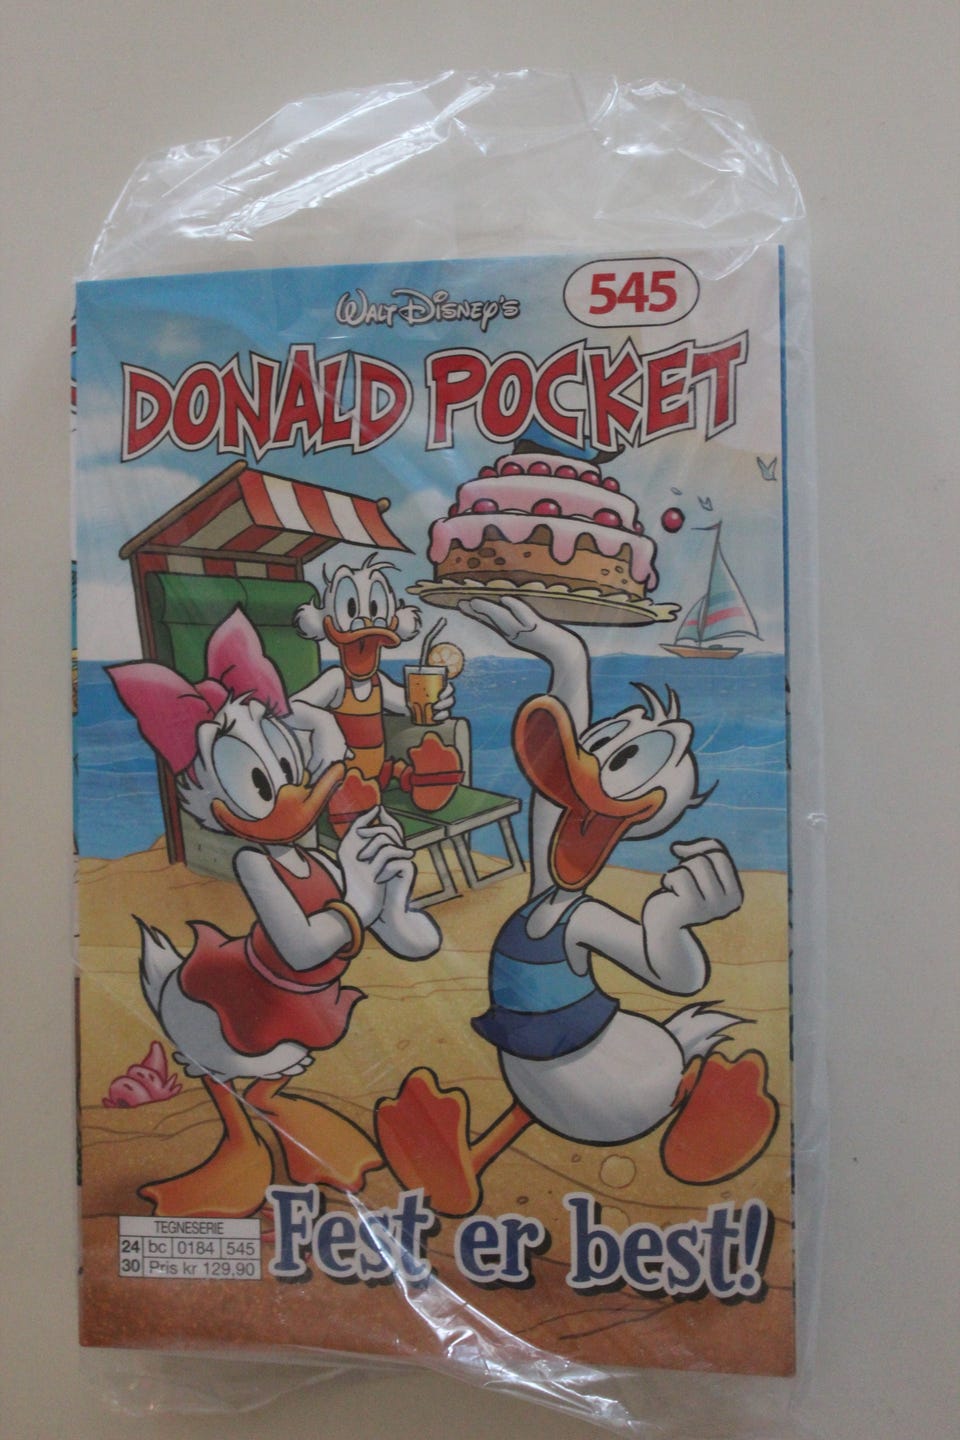 545
WALT DISNEY'S
DONALD POCKET
Fest er best!
TEGNESERIE
24 bc 0184 545
30 Pris kr 129,90